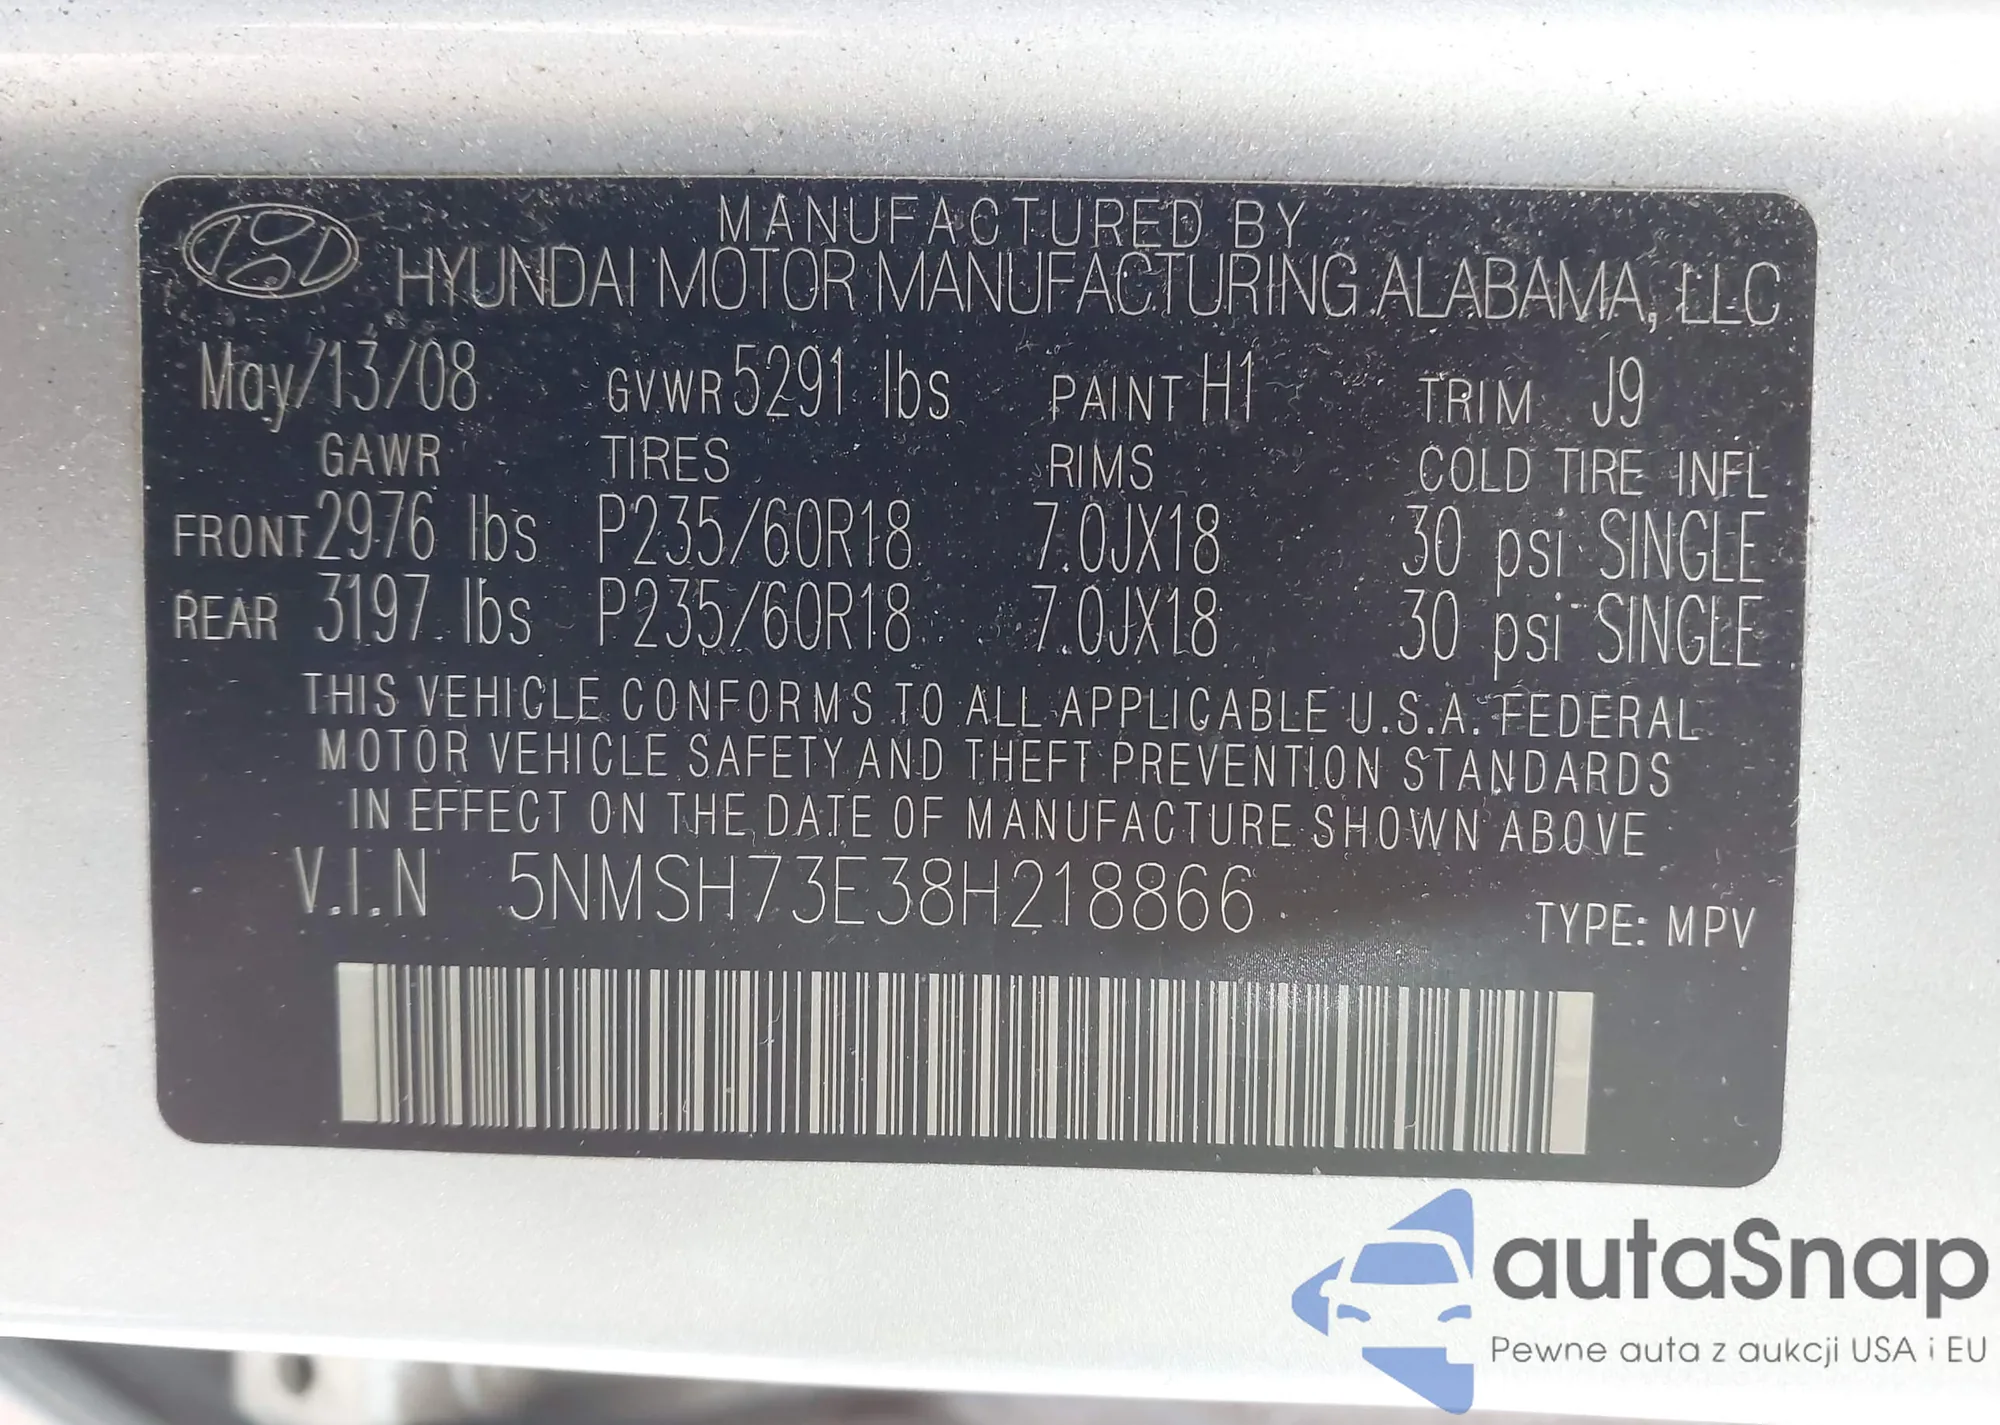 MANUFACTURED BY
HYUNDAI MOTOR MANUFACTURING ALABAMA, LLC
May/13/08 GVWR 5291 lbs PAINT H1 TRIM J9
GAWR TIRES RIMS COLD TIRE INFL
FRONT 2976 lbs P235/60R18 7.0JX18 30 psi SINGLE
REAR 3197 lbs P235/60R18 7.0JX18 30 psi SINGLE
THIS VEHICLE CONFORMS TO ALL APPLICABLE U.S.A. FEDERAL
MOTOR VEHICLE SAFETY AND THEFT PREVENTION STANDARDS
IN EFFECT ON THE DATE OF MANUFACTURE SHOWN ABOVE
V.I.N 5NMSH73E38H218866 TYPE: MPV
autaSnap
Pewne auta z aukcji USA i EU